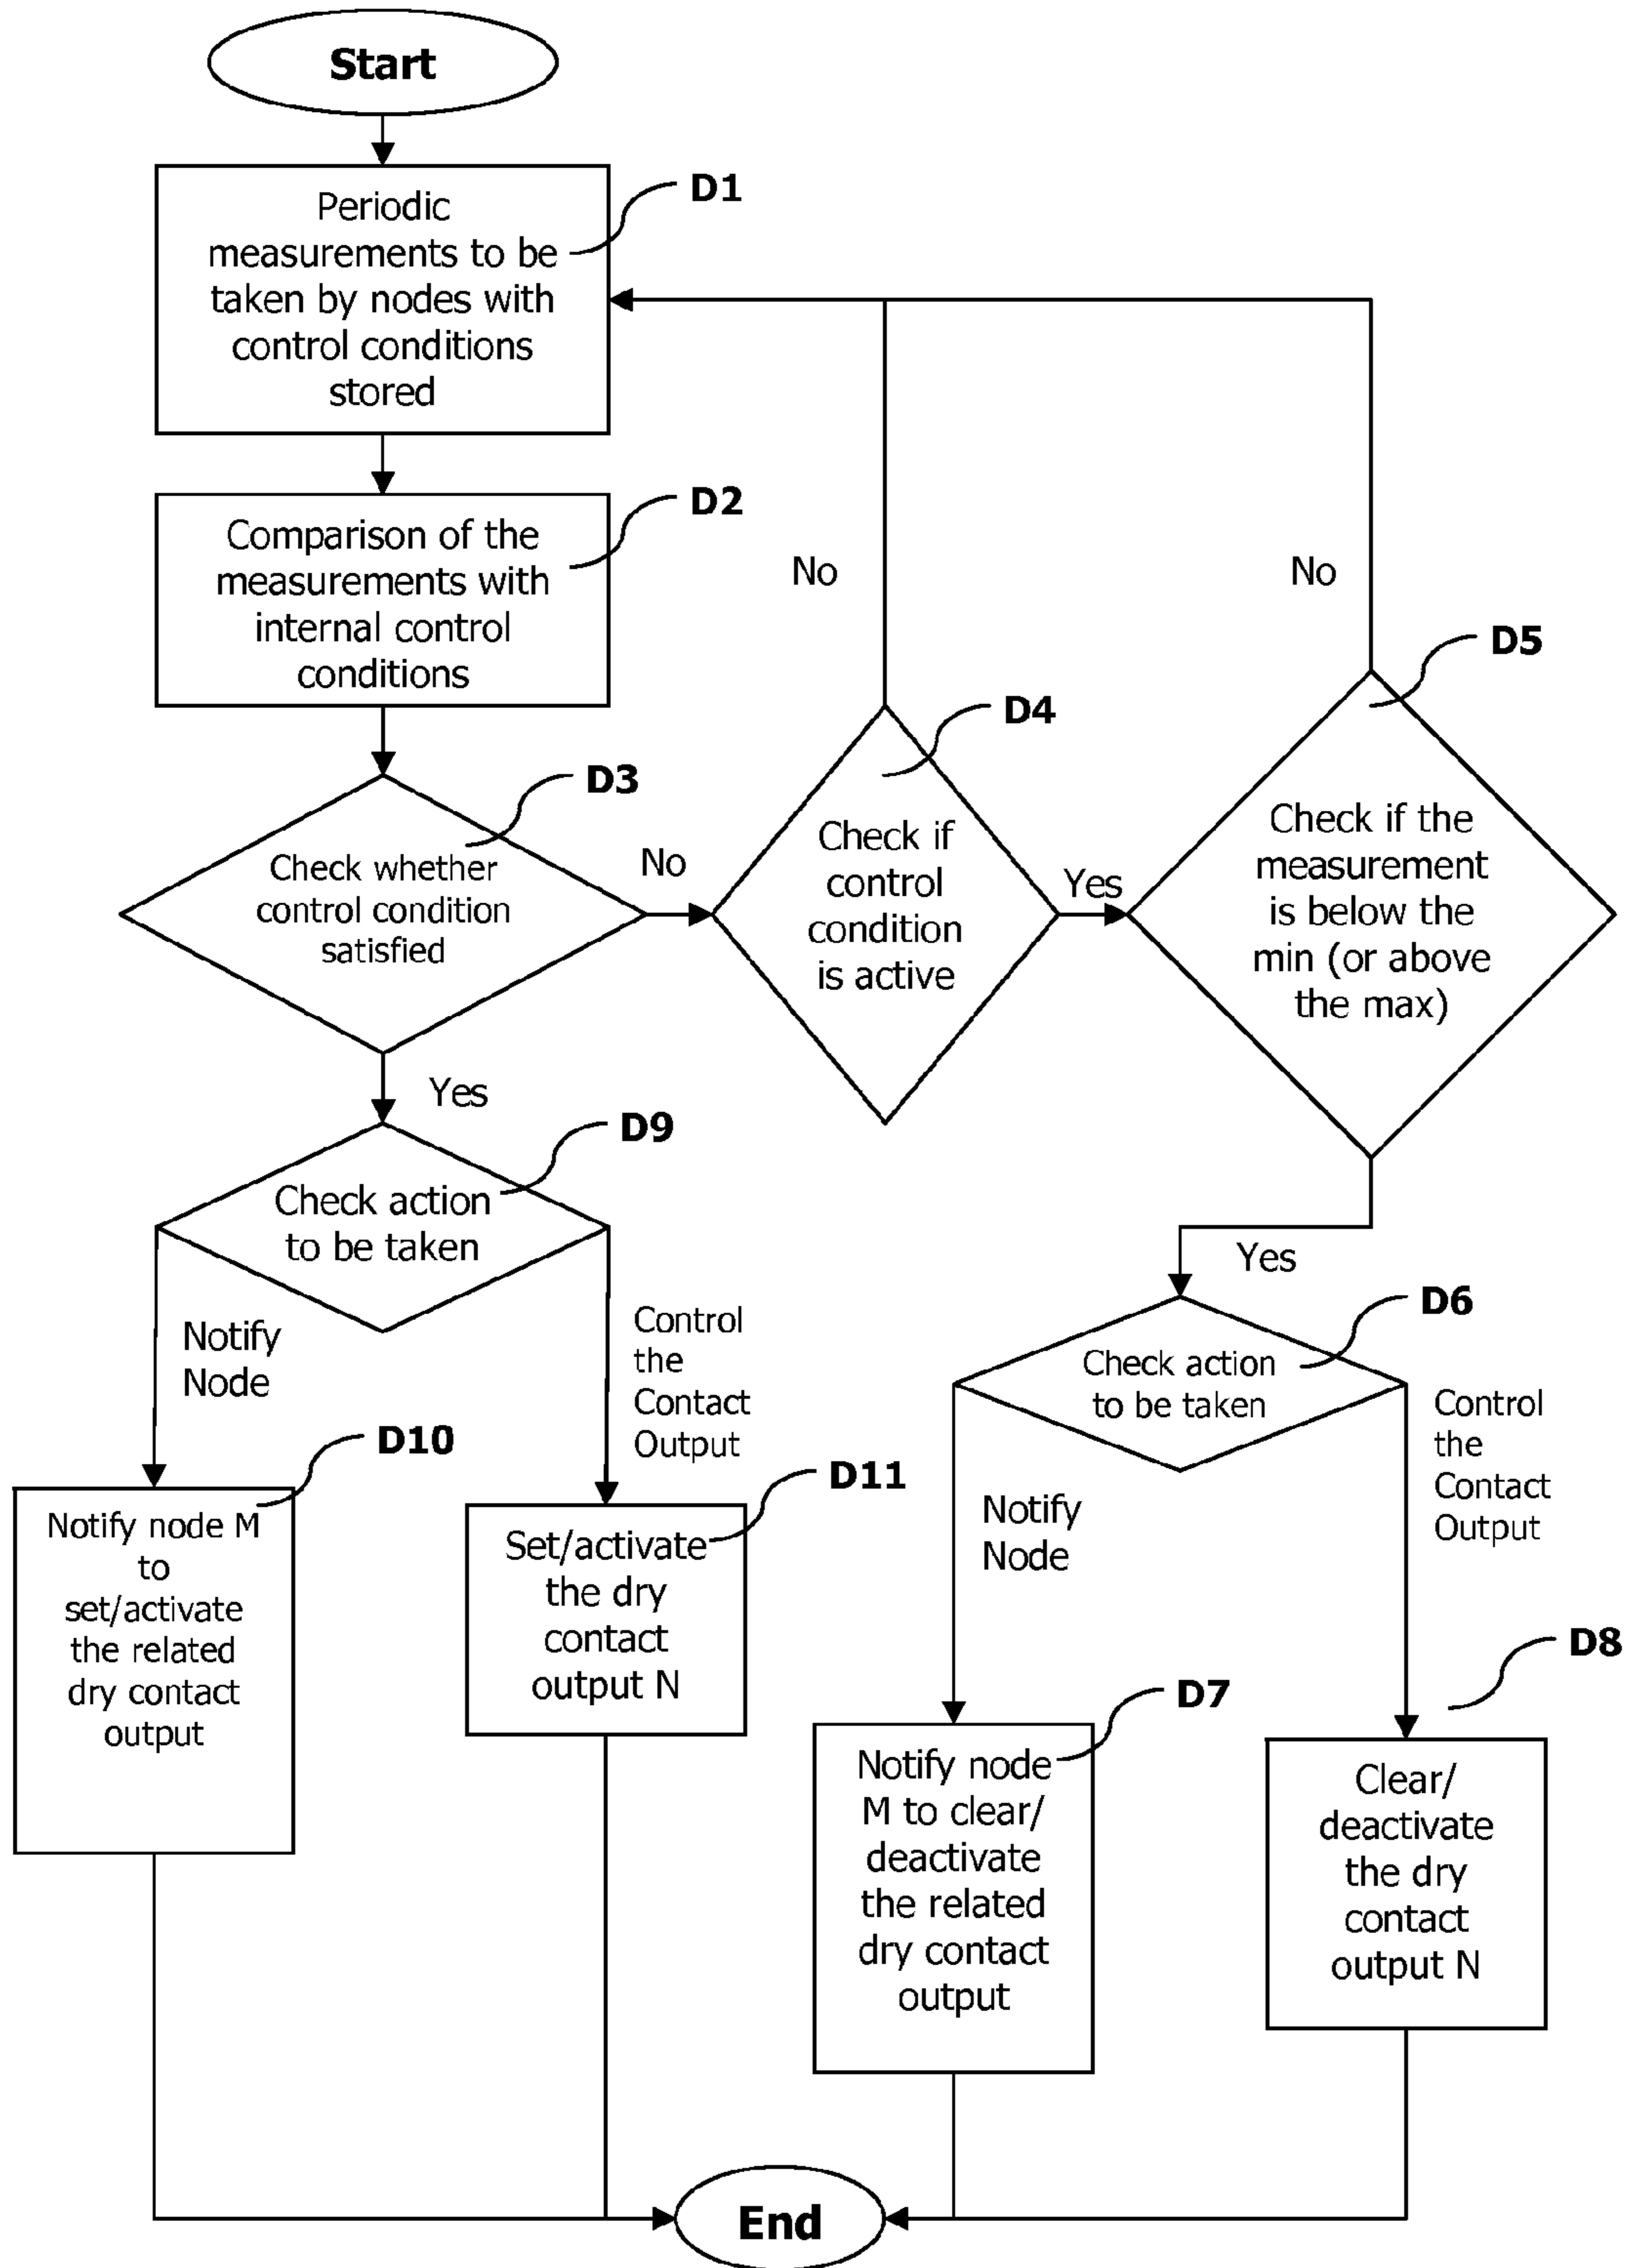 Start
D1
Periodic
measurements to be
taken by nodes with
control conditions
stored
D2
Comparison of the
measurements with
internal control
conditions
No
No
D5
D4
D3
Check whether
control condition
satisfied
No
Check if
control
condition
is active
Yes
Check if the
measurement
is below the
min (or above
the max)
Yes
D9
Check action
to be taken
Notify
Node
Control
the
Contact
Output
Yes
D6
Check action
to be taken
Notify
Node
Control
the
Contact
Output
D10
Notify node M
to
set/activate
the related
dry contact
output
D11
Set/activate
the dry
contact
output N
D7
Notify node
M to clear/
deactivate
the related
dry contact
output
D8
Clear/
deactivate
the dry
contact
output N
End